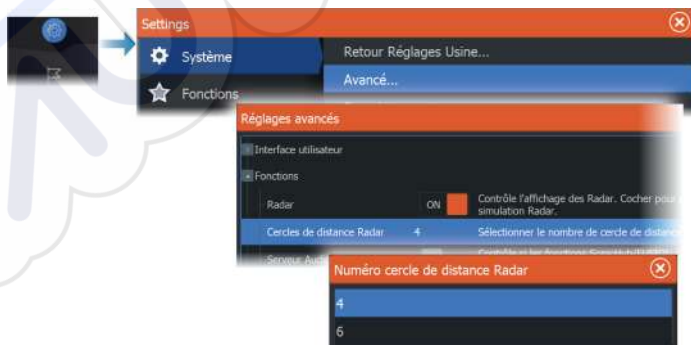 Settings
Système
Retour Réglages Usine...
Avancé...
Fonctions
Réglages avancés
Interface utilisateur
Fonctions
Radar ON Contrôle l'affichage des Radar. Cocher pour
simulation Radar.
Cercles de distance Radar 4 Sélectionner le nombre de cercle de distance
Serveur
Numéro cercle de distance Radar
4
6